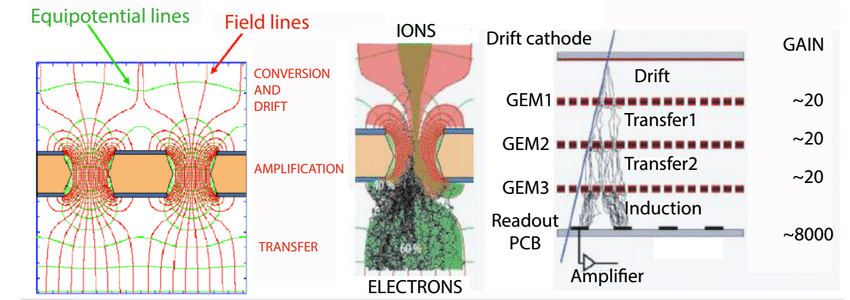 Equipotential lines
Field lines
CONVERSION
AND
DRIFT
AMPLIFICATION
TRANSFER
IONS
40 %
60 %
ELECTRONS
Drift cathode
GAIN
Drift
GEM1
~20
Transfer1
GEM2
~20
Transfer2
GEM3
~20
Induction
Readout
PCB
~8000
Amplifier